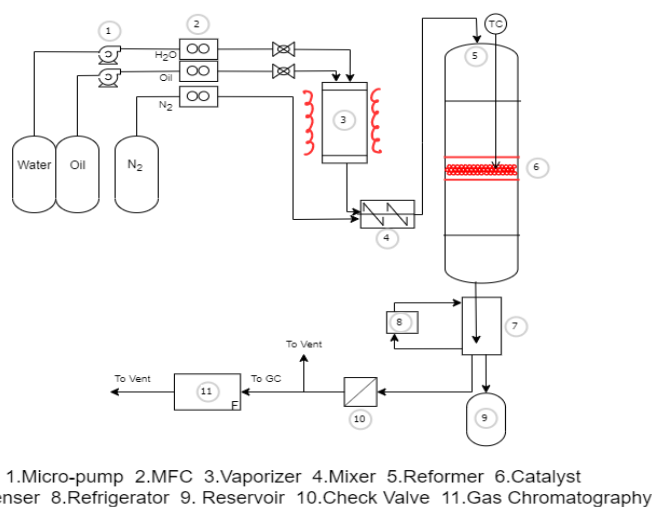 1
2
TC
5
H₂O
Oil
N₂
3
Water
Oil
N₂
6
4
8
7
To Vent
To Vent
To GC
11
F
10
9
1.Micro-pump 2.MFC 3.Vaporizer 4.Mixer 5.Reformer 6.Catalyst
enser 8.Refrigerator 9. Reservoir 10.Check Valve 11.Gas Chromatography